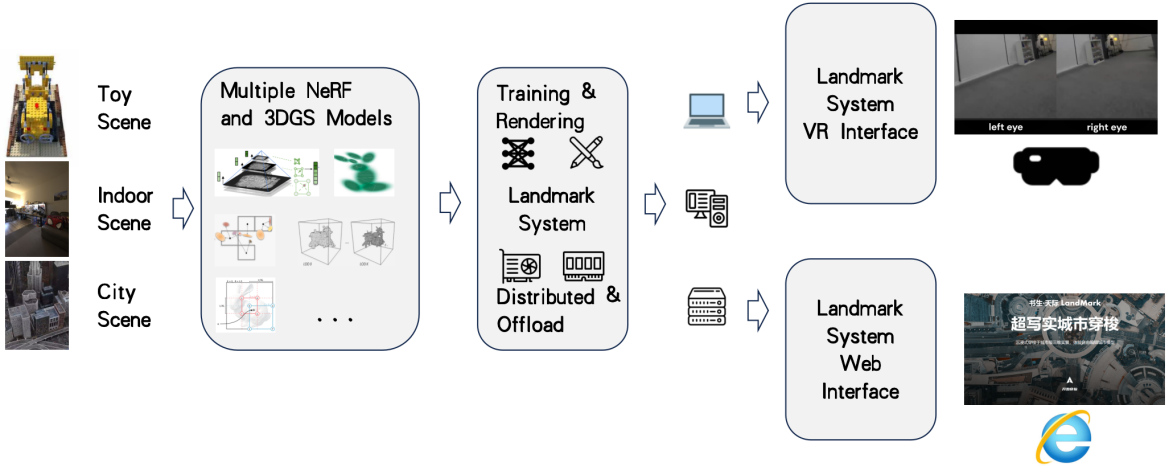 Toy
Scene
Indoor
Scene
City
Scene
Multiple NeRF
and 3DGS Models
. . .
Training &
Rendering
Landmark
System
Distributed &
Offload
Landmark
System
VR Interface
left eye
right eye
Landmark
System
Web
Interface
书生·天际 LandMark
超写实城市穿梭